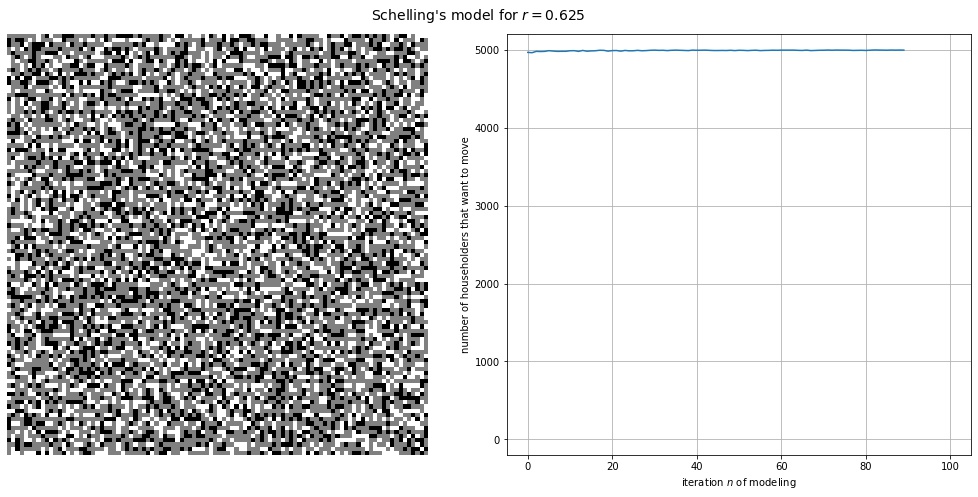 Schelling's model for r = 0.625
5000
4000
3000
2000
1000
0
number of householders that want to move
0 20 40 60 80 100
iteration n of modeling